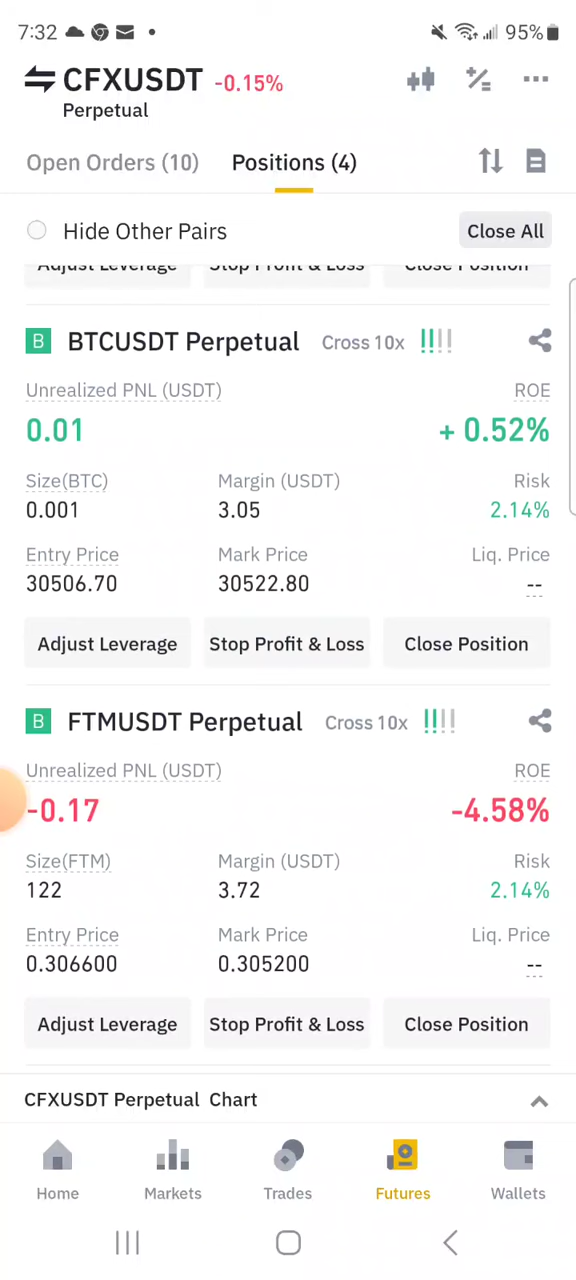 7:32 95%
CFXUSDT -0.15%
Perpetual
Open Orders (10) Positions (4)
Hide Other Pairs Close All
Adjust Leverage Stop Profit & Loss Close Position
B BTCUSDT Perpetual Cross 10x
Unrealized PNL (USDT) ROE
0.01 + 0.52%
Size(BTC) Margin (USDT) Risk
0.001 3.05 2.14%
Entry Price Mark Price Liq. Price
30506.70 30522.80 --
Adjust Leverage Stop Profit & Loss Close Position
B FTMUSDT Perpetual Cross 10x
Unrealized PNL (USDT) ROE
-0.17 -4.58%
Size(FTM) Margin (USDT) Risk
122 3.72 2.14%
Entry Price Mark Price Liq. Price
0.306600 0.305200 --
Adjust Leverage Stop Profit & Loss Close Position
CFXUSDT Perpetual Chart
Home Markets Trades Futures Wallets